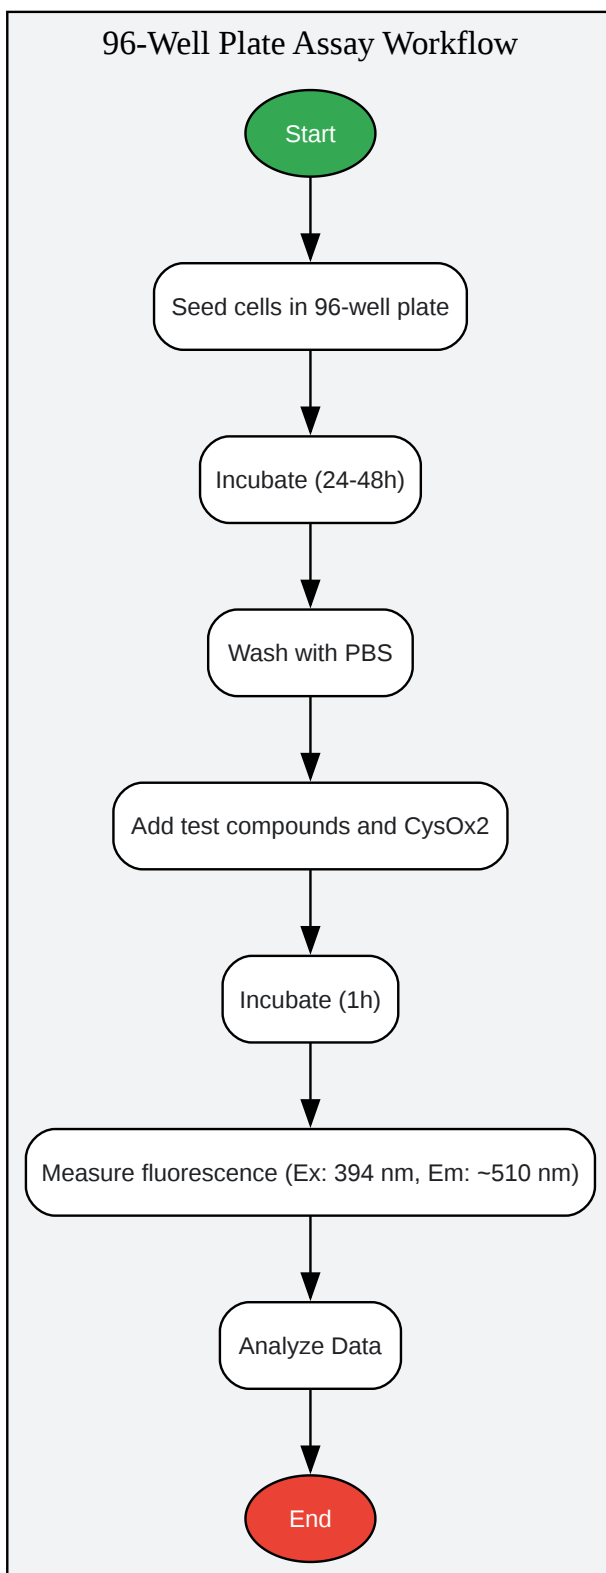 96-Well Plate Assay Workflow
Start
Seed cells in 96-well plate
Incubate (24-48h)
Wash with PBS
Add test compounds and CysOx2
Incubate (1h)
Measure fluorescence (Ex: 394 nm, Em: ~510 nm)
Analyze Data
End